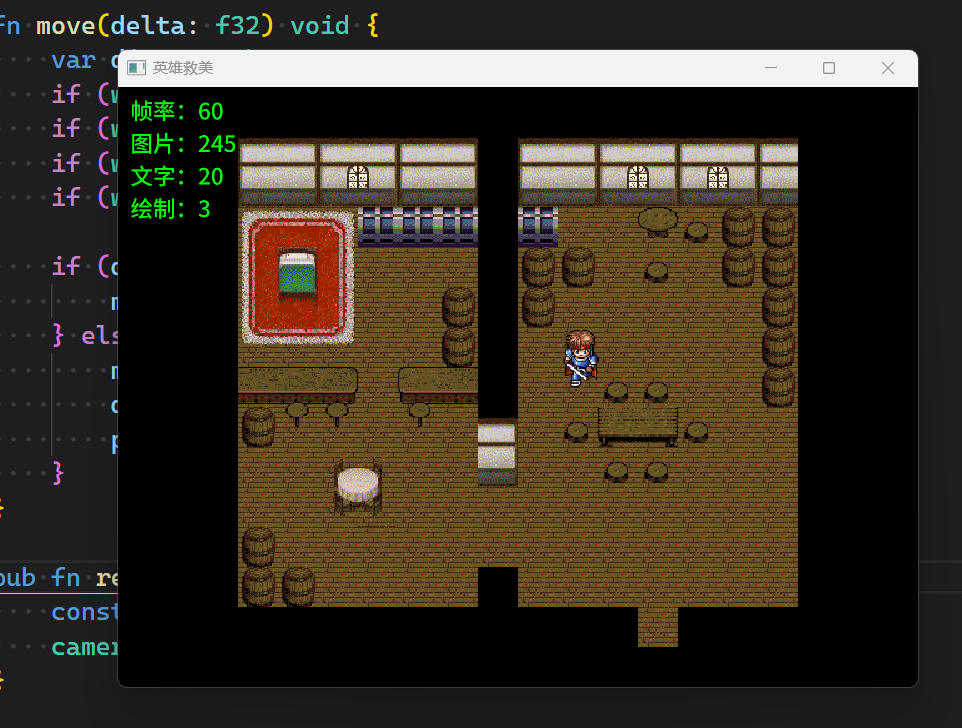 fn move(delta: f32) void {
var
if (
if (
if (
if (
if (
} els
}
pub fn re
const
camer
英雄救美
帧率：60
图片：245
文字：20
绘制：3